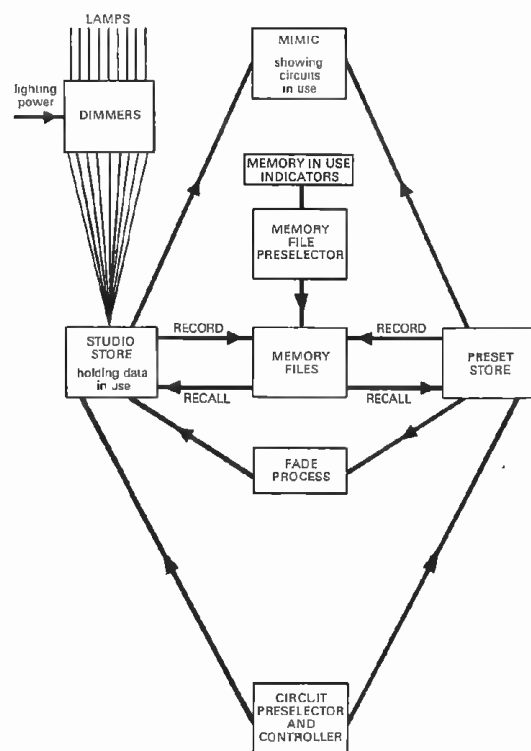 LAMPS
lighting
power
DIMMERS
MIMIC
showing
circuits
in use
MEMORY IN USE
INDICATORS
MEMORY
FILE
PRESELECTOR
STUDIO
STORE
holding data
in use
RECORD
RECALL
MEMORY
FILES
RECORD
RECALL
PRESET
STORE
FADE
PROCESS
CIRCUIT
PRESELECTOR
AND
CONTROLLER